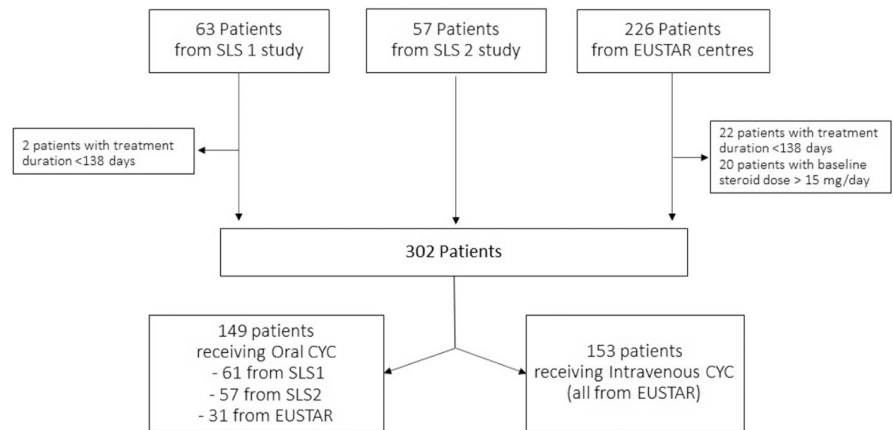 63 Patients
from SLS 1 study
57 Patients
from SLS 2 study
226 Patients
from EUSTAR centres
2 patients with treatment
duration <138 days
22 patients with treatment
duration <138 days
20 patients with baseline
steroid dose > 15 mg/day
302 Patients
149 patients
receiving Oral CYC
- 61 from SLS1
- 57 from SLS2
- 31 from EUSTAR
153 patients
receiving Intravenous CYC
(all from EUSTAR)